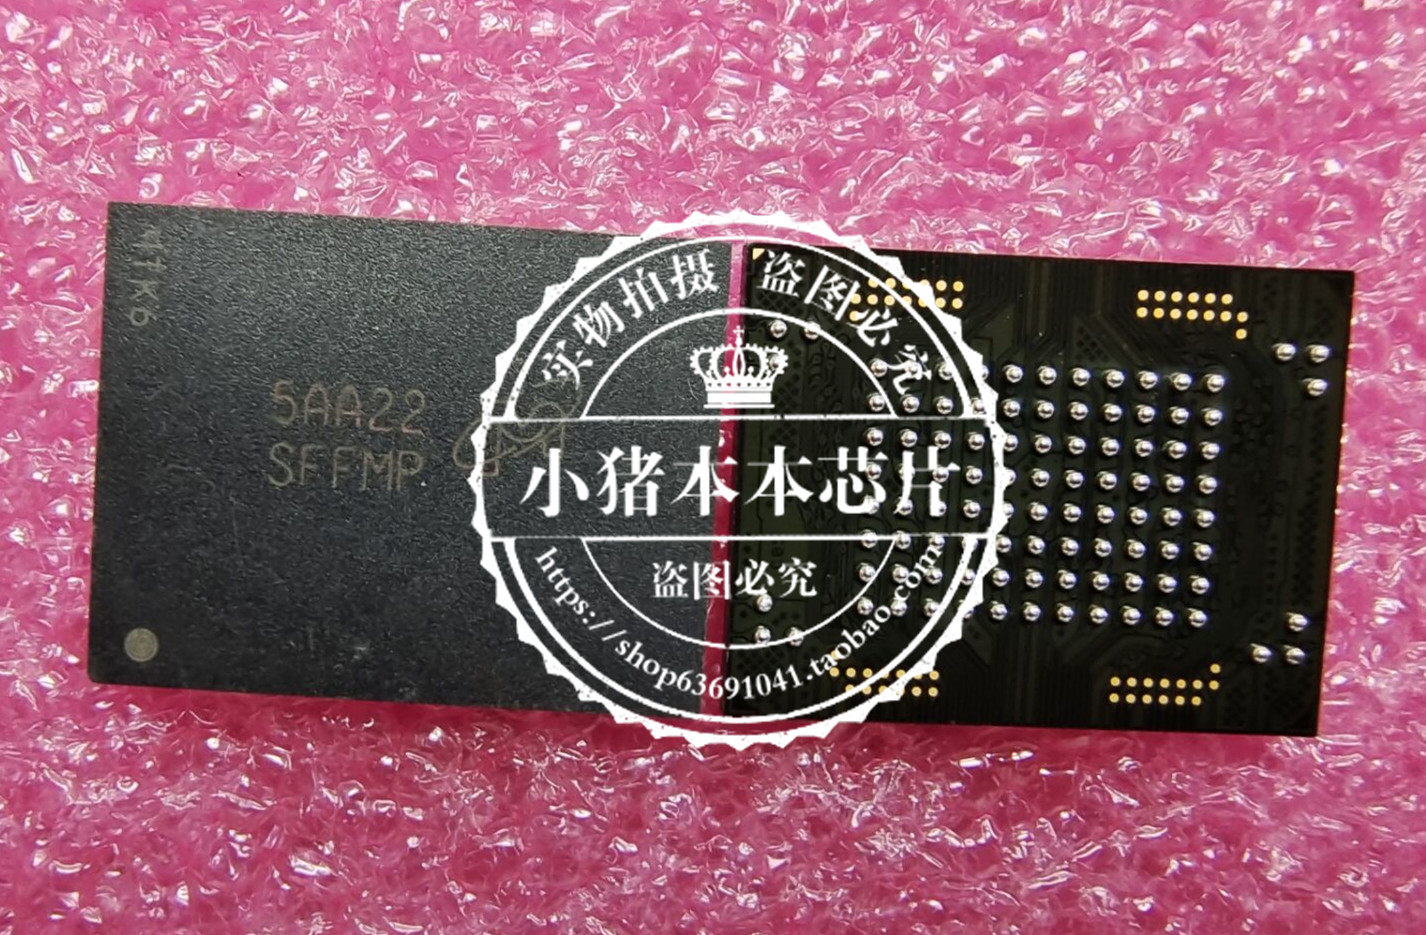 5AA22
SFFMP
实物拍摄 盗图必究
小猪本本芯片
盗图必究
https://shop63691041.taobao.com